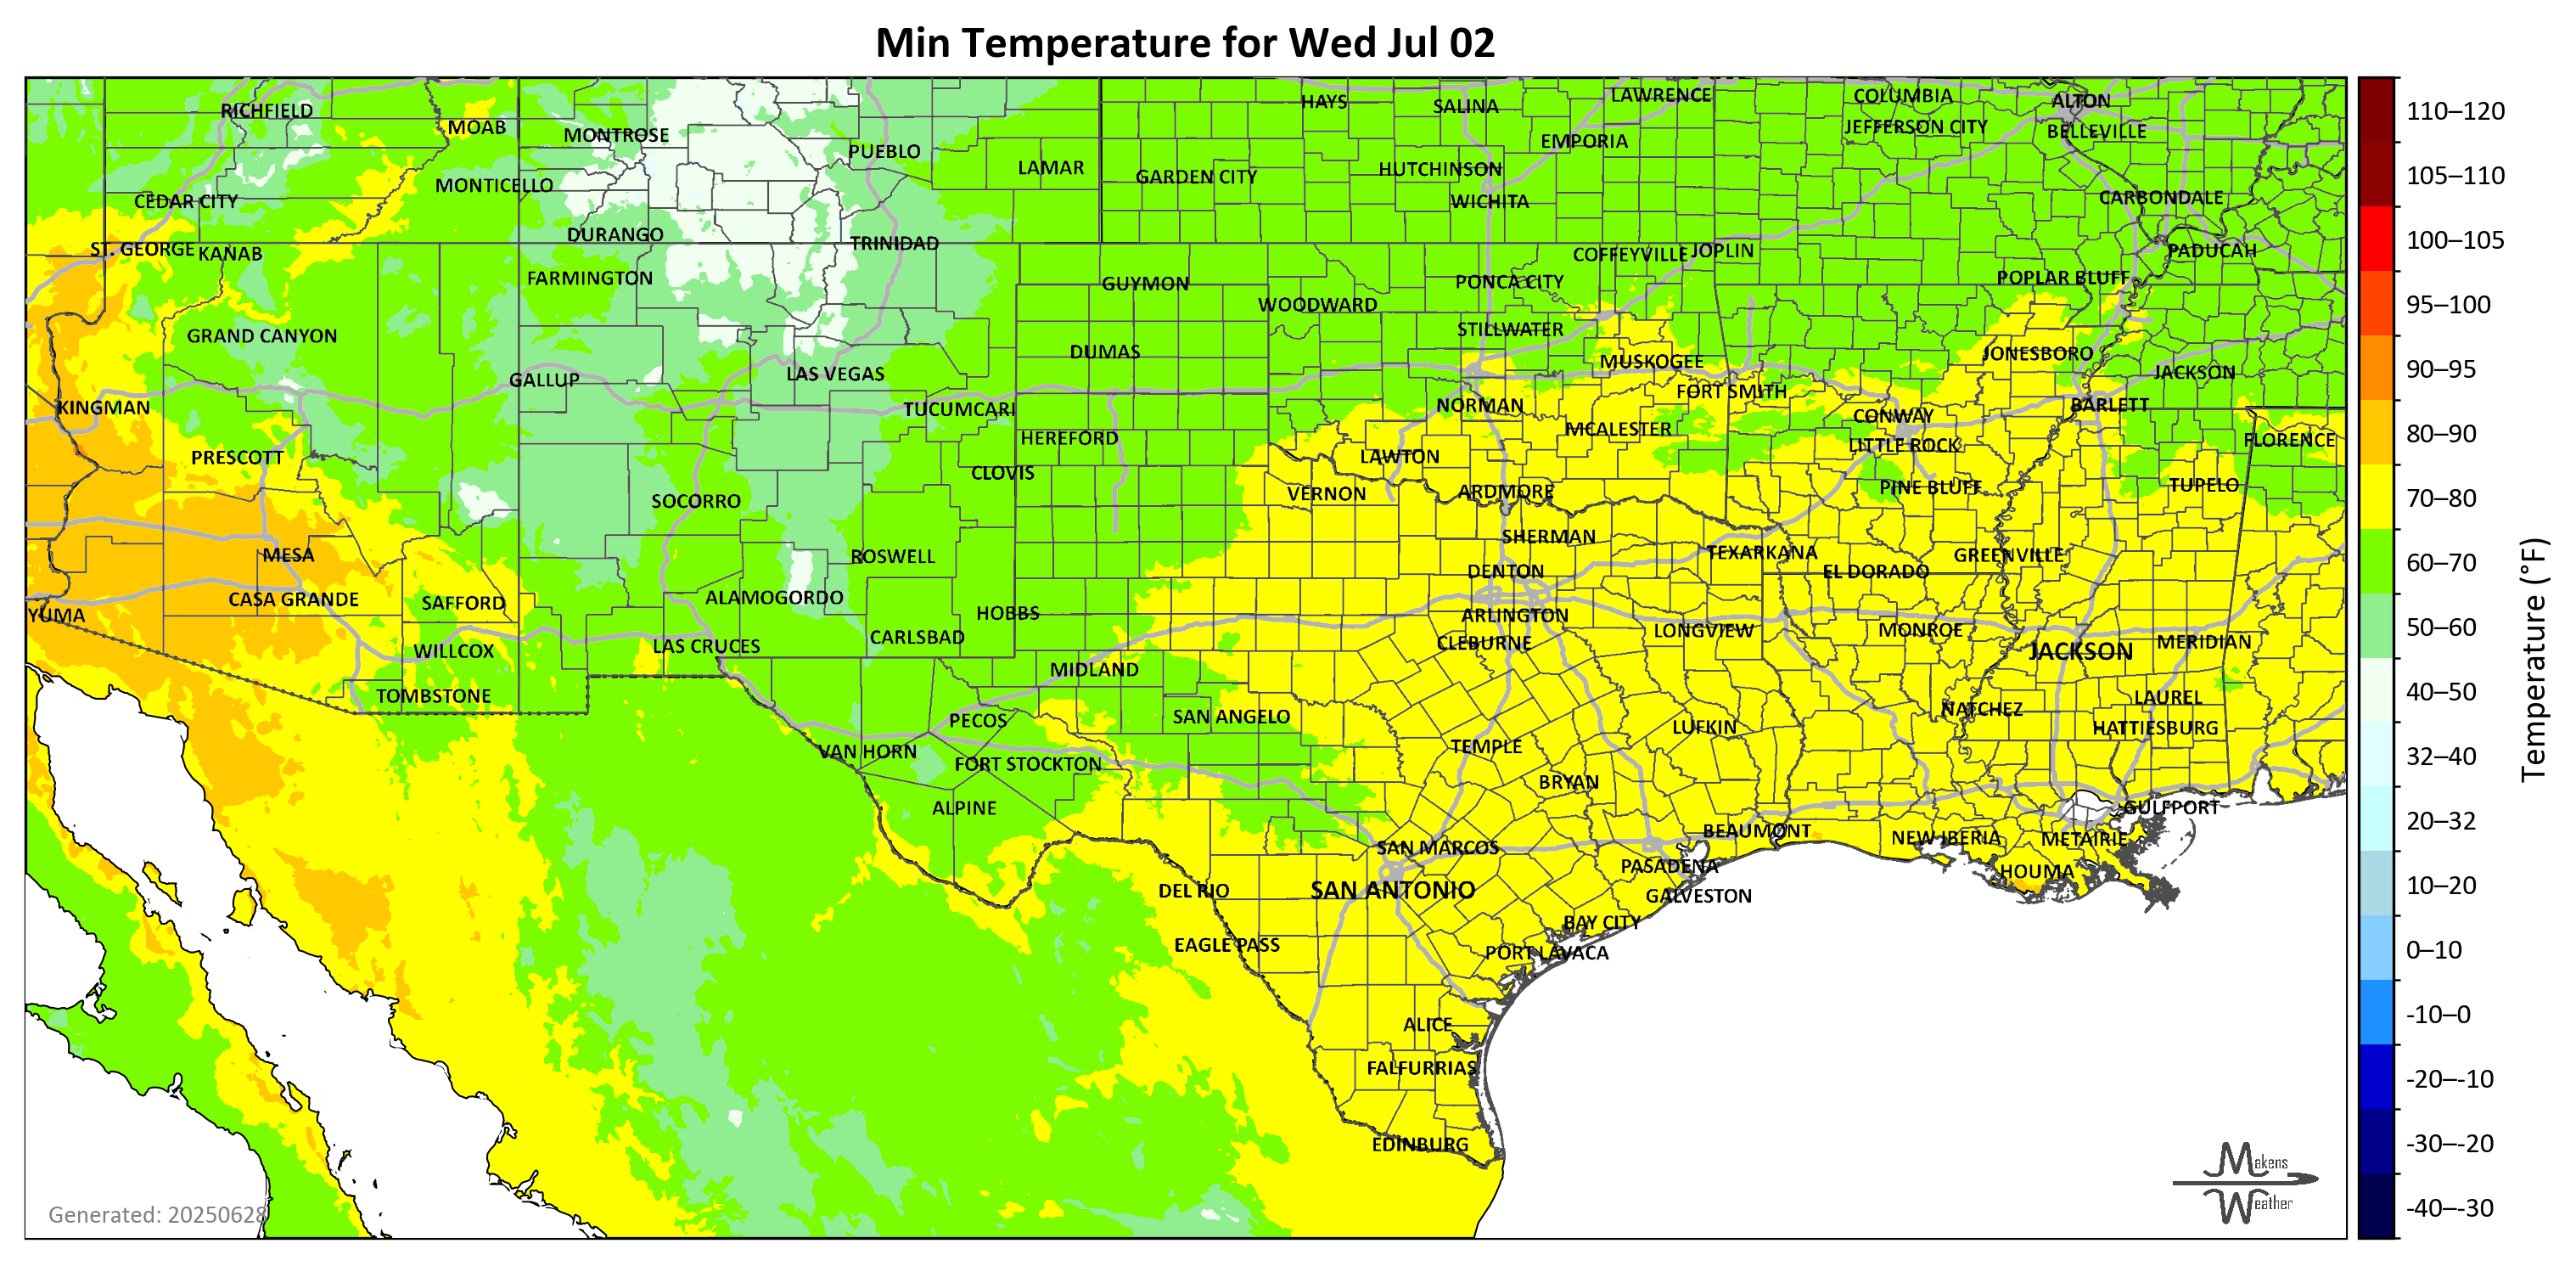 Min Temperature for Wed Jul 02
RICHFIELD
MOAB
MONTROSE
PUEBLO
LAMAR
HAYS
SALINA
LAWRENCE
COLUMBIA
ALTON
EMPORIA
JEFFERSON CITY
BELLEVILLE
MONTICELLO
GARDEN CITY
HUTCHINSON
CEDAR CITY
WICHITA
CARBONDALE
DURANGO
TRINIDAD
ST. GEORGE
KANAB
COFFEYVILLE
JOPLIN
PADUCAH
FARMINGTON
GUYMON
PONCA CITY
POPLAR BLUFF
WOODWARD
GRAND CANYON
STILLWATER
DUMAS
MUSKOGEE
JONESBORO
GALLUP
LAS VEGAS
FORT SMITH
JACKSON
KINGMAN
TUCUMCARI
NORMAN
CONWAY
BARLETT
HEREFORD
MCALESTER
LITTLE ROCK
FLORENCE
PRESCOTT
CLOVIS
LAWTON
SOCORRO
VERNON
ARDMORE
PINE BLUFF
TUPELO
MESA
ROSWELL
SHERMAN
TEXARKANA
GREENVILLE
DENTON
EL DORADO
YUMA
CASA GRANDE
SAFFORD
ALAMOGORDO
HOBBS
ARLINGTON
WILLCOX
LAS CRUCES
CARLSBAD
CLEBURNE
LONGVIEW
MONROE
JACKSON
MERIDIAN
TOMBSTONE
MIDLAND
PECOS
SAN ANGELO
LUFKIN
NATCHEZ
LAUREL
HATTIESBURG
VAN HORN
FORT STOCKTON
TEMPLE
ALPINE
BRYAN
GULFPORT
SAN MARCOS
BEAUMONT
NEW IBERIA
METAIRIE
DEL RIO
SAN ANTONIO
PASADENA
HOUMA
GALVESTON
EAGLE PASS
BAY CITY
PORT LAVACA
ALICE
FALFURRIAS
EDINBURG
Generated: 20250628
Makens
Weather
110–120
105–110
100–105
95–100
90–95
80–90
70–80
60–70
50–60
40–50
32–40
20–32
10–20
0–10
-10–0
-20–-10
-30–-20
-40–-30
Temperature (°F)